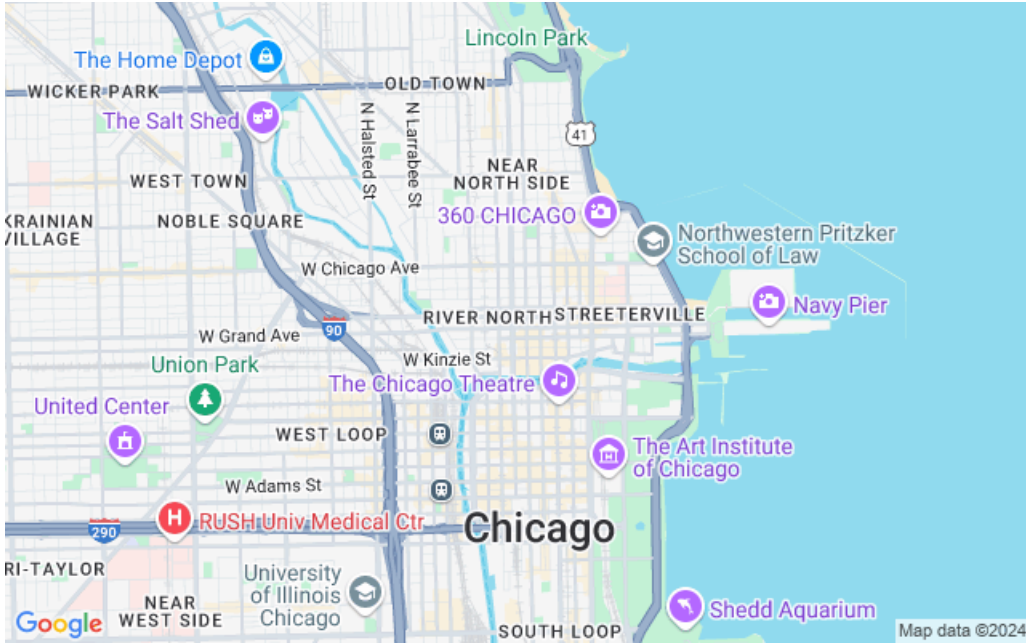 Lincoln Park
The Home Depot
OLD TOWN
WICKER PARK
The Salt Shed
N Halsted St
N Larrabee St
41
NEAR
NORTH SIDE
WEST TOWN
360 CHICAGO
KRAINIAN
VILLAGE
NOBLE SQUARE
Northwestern Pritzker
School of Law
W Chicago Ave
Navy Pier
RIVER NORTH
STREETERVILLE
90
W Grand Ave
W Kinzie St
Union Park
The Chicago Theatre
United Center
WEST LOOP
The Art Institute
of Chicago
W Adams St
H
RUSH Univ Medical Ctr
Chicago
290
RI-TAYLOR
University
of Illinois
Chicago
NEAR
WEST SIDE
Shedd Aquarium
Google
SOUTH LOOP
Map data ©2024